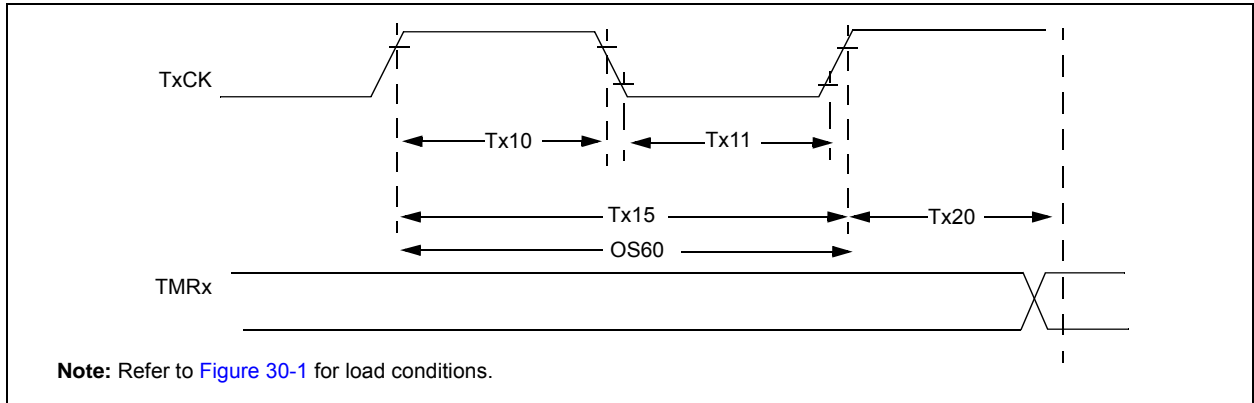 TxCK
Tx10
Tx11
Tx15
Tx20
OS60
TMRx
Note: Refer to Figure 30-1 for load conditions.